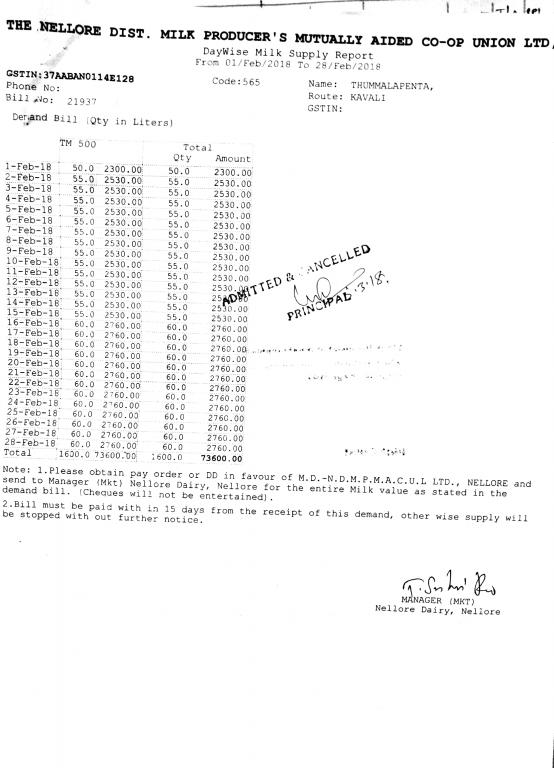 THE NELLORE DIST. MILK PRODUCER'S MUTUALLY AIDED CO-OP UNION LTD,
DayWise Milk Supply Report
From 01/Feb/2018 To 28/Feb/2018
GSTIN:37AABAN0114E128
Phone No:
Bill No: 21937
Code:565
Name: THUMMALAPENTA,
Route: KAVALI
GSTIN:
Demand Bill (Qty in Liters)
TM 500 Total
Qty Amount
1-Feb-18 50.0 2300.00 50.0 2300.00
2-Feb-18 55.0 2530.00 55.0 2530.00
3-Feb-18 55.0 2530.00 55.0 2530.00
4-Feb-18 55.0 2530.00 55.0 2530.00
5-Feb-18 55.0 2530.00 55.0 2530.00
6-Feb-18 55.0 2530.00 55.0 2530.00
7-Feb-18 55.0 2530.00 55.0 2530.00
8-Feb-18 55.0 2530.00 55.0 2530.00
9-Feb-18 55.0 2530.00 55.0 2530.00
10-Feb-18 55.0 2530.00 55.0 2530.00
11-Feb-18 55.0 2530.00 55.0 2530.00
12-Feb-18 55.0 2530.00 55.0 2530.00
13-Feb-18 55.0 2530.00 55.0 2530.00
14-Feb-18 55.0 2530.00 55.0 2530.00
15-Feb-18 55.0 2530.00 55.0 2530.00
16-Feb-18 60.0 2760.00 60.0 2760.00
17-Feb-18 60.0 2760.00 60.0 2760.00
18-Feb-18 60.0 2760.00 60.0 2760.00
19-Feb-18 60.0 2760.00 60.0 2760.00
20-Feb-18 60.0 2760.00 60.0 2760.00
21-Feb-18 60.0 2760.00 60.0 2760.00
22-Feb-18 60.0 2760.00 60.0 2760.00
23-Feb-18 60.0 2760.00 60.0 2760.00
24-Feb-18 60.0 2760.00 60.0 2760.00
25-Feb-18 60.0 2760.00 60.0 2760.00
26-Feb-18 60.0 2760.00 60.0 2760.00
27-Feb-18 60.0 2760.00 60.0 2760.00
28-Feb-18 60.0 2760.00 60.0 2760.00
Total 1600.0 73600.00 1600.0 73600.00
ADMITTED & CANCELLED
PRINCIPAL
Note: 1.Please obtain pay order or DD in favour of M.D.-N.D.M.P.M.A.C.U.L LTD., NELLORE and
send to Manager (Mkt) Nellore Dairy, Nellore for the entire Milk value as stated in the
demand bill. (Cheques will not be entertained).
2.Bill must be paid with in 15 days from the receipt of this demand, other wise supply will
be stopped with out further notice.
MANAGER (MKT)
Nellore Dairy, Nellore